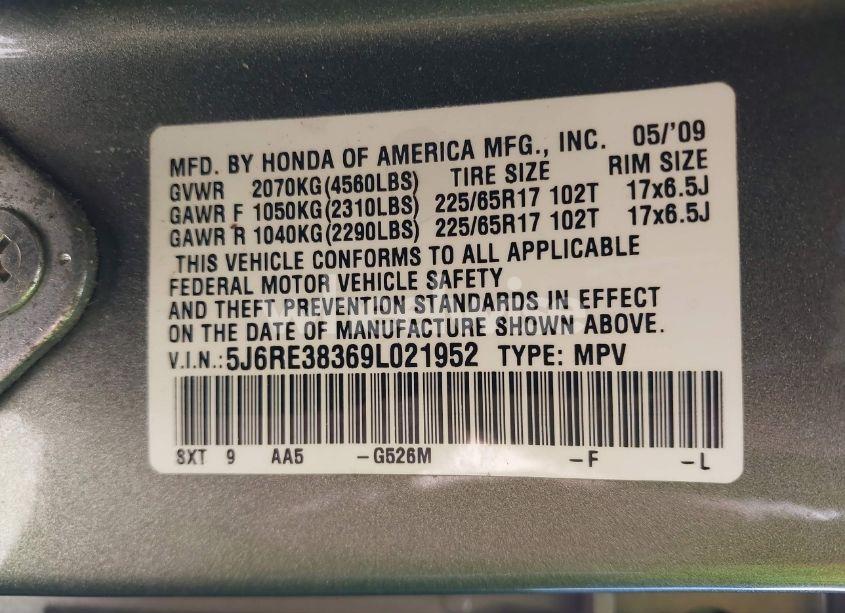 MFD. BY HONDA OF AMERICA MFG., INC. 05/'09
GVWR 2070KG(4560LBS) TIRE SIZE RIM SIZE
GAWR F 1050KG(2310LBS) 225/65R17 102T 17x6.5J
GAWR R 1040KG(2290LBS) 225/65R17 102T 17x6.5J
THIS VEHICLE CONFORMS TO ALL APPLICABLE
FEDERAL MOTOR VEHICLE SAFETY
AND THEFT PREVENTION STANDARDS IN EFFECT
ON THE DATE OF MANUFACTURE SHOWN ABOVE.
V.I.N.:5J6RE38369L021952 TYPE: MPV
SXT 9 AA5 -G526M -F -L